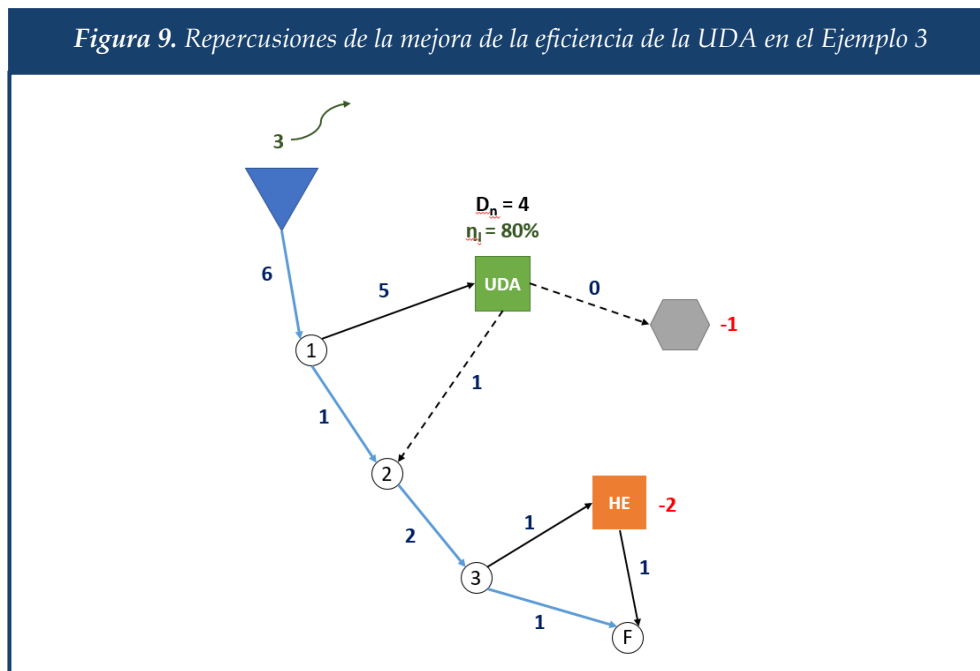 Figura 9. Repercusiones de la mejora de la eficiencia de la UDA en el Ejemplo 3
3
Dn = 4
nl = 80%
6
5
UDA
0
-1
1
1
1
2
2
1
HE
-2
3
1
1
F